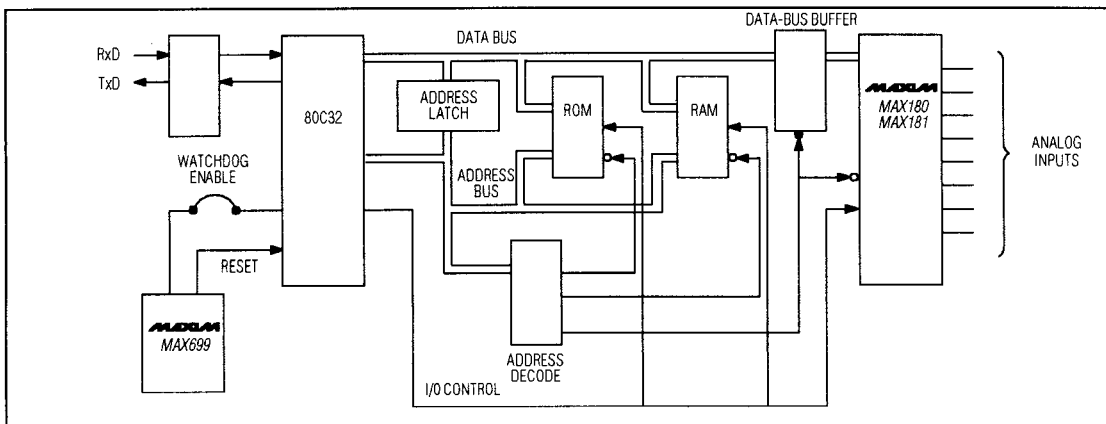 RxD
TxD
WATCHDOG
ENABLE
RESET
MAXIM
MAX699
80C32
DATA BUS
ADDRESS
LATCH
ADDRESS
BUS
ROM
RAM
ADDRESS
DECODE
I/O CONTROL
DATA-BUS BUFFER
MAXIM
MAX180
MAX181
ANALOG
INPUTS